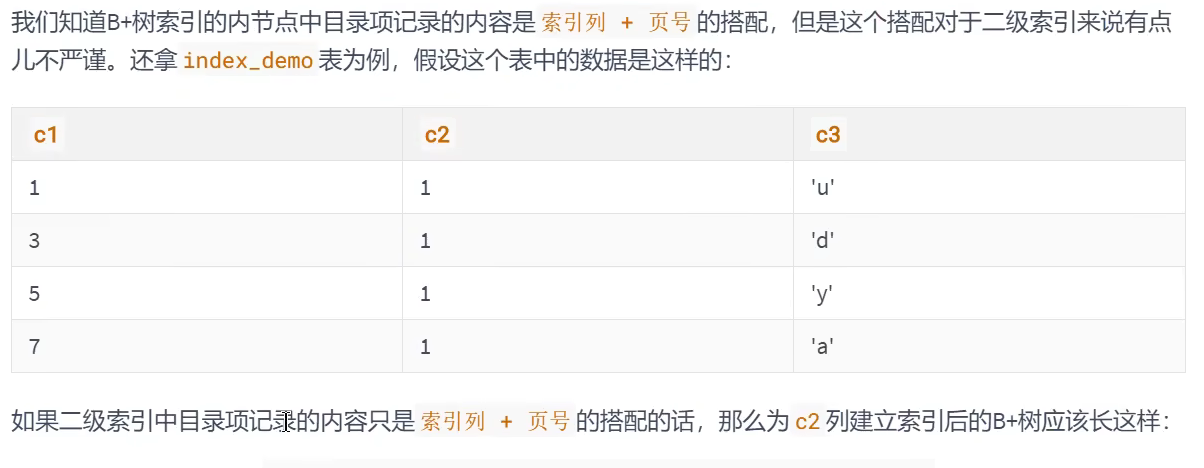 我们知道B+树索引的内节点中目录项记录的内容是 索引列 + 页号 的搭配，但是这个搭配对于二级索引来说有点
儿不严谨。还拿 index_demo 表为例，假设这个表中的数据是这样的：
c1 c2 c3
1 1 'u'
3 1 'd'
5 1 'y'
7 1 'a'
如果二级索引中目录项记录的内容只是 索引列 + 页号 的搭配的话，那么为 c2 列建立索引后的B+树应该长这样：